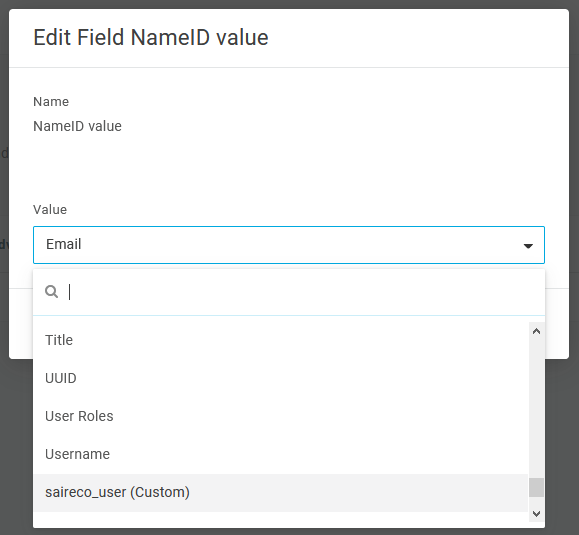 Edit Field NameID value
Name
NameID value
d
Value
Email
Title
UUID
User Roles
Username
saireco_user (Custom)